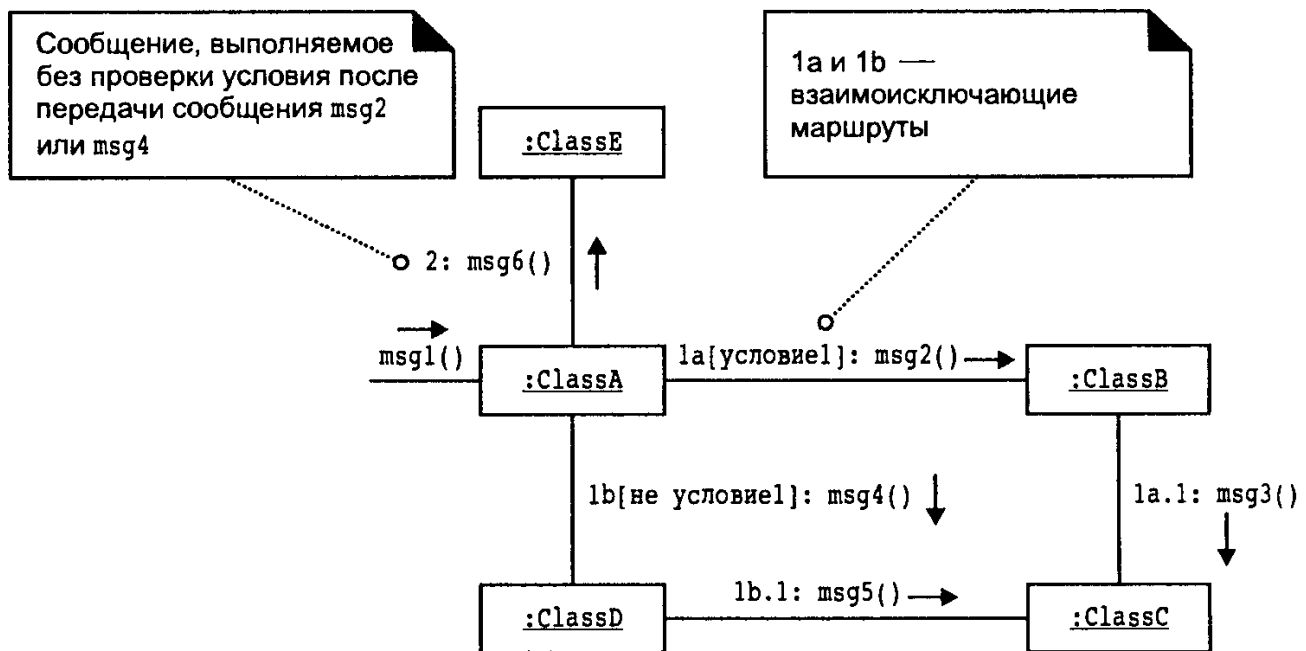 Сообщение, выполняемое
без проверки условия после
передачи сообщения msg2
или msg4
1a и 1b —
взаимоисключающие
маршруты
:ClassE
2: msg6()
msg1()
:ClassA
1a[условие1]: msg2()
:ClassB
1b[не условие1]: msg4()
1a.1: msg3()
:ClassD
1b.1: msg5()
:ClassC